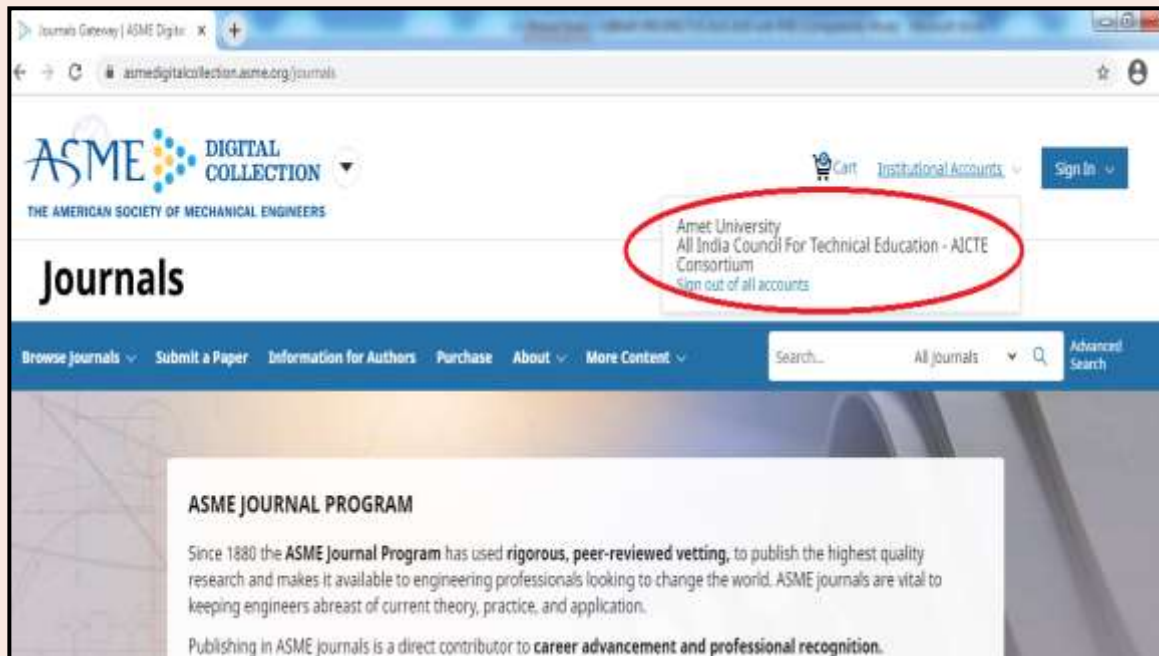 Journals Gateway | ASME Digital
asmedigitalcollection.asme.org/journals
ASME DIGITAL COLLECTION
THE AMERICAN SOCIETY OF MECHANICAL ENGINEERS
Cart Institutional Accounts Sign In
Amet University
All India Council For Technical Education - AICTE
Consortium
Sign out of all accounts
Journals
Browse Journals Submit a Paper Information for Authors Purchase About More Content Search... All journals Advanced Search
ASME JOURNAL PROGRAM
Since 1880 the ASME Journal Program has used rigorous, peer-reviewed vetting, to publish the highest quality
research and makes it available to engineering professionals looking to change the world. ASME journals are vital to
keeping engineers abreast of current theory, practice, and application.
Publishing in ASME journals is a direct contributor to career advancement and professional recognition.